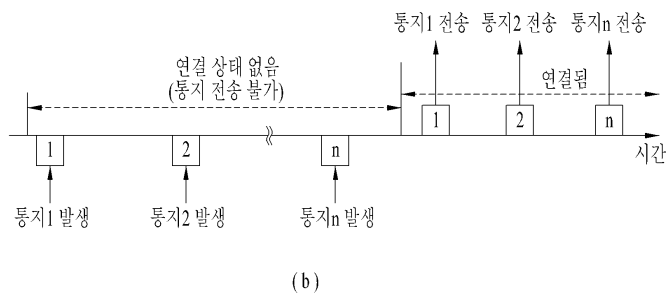 통지1 전송 통지2 전송 통지n 전송
연결 상태 없음
(통지 전송 불가)
연결됨
1 2 n
시간
1 2 n
통지1 발생 통지2 발생 통지n 발생
(b)